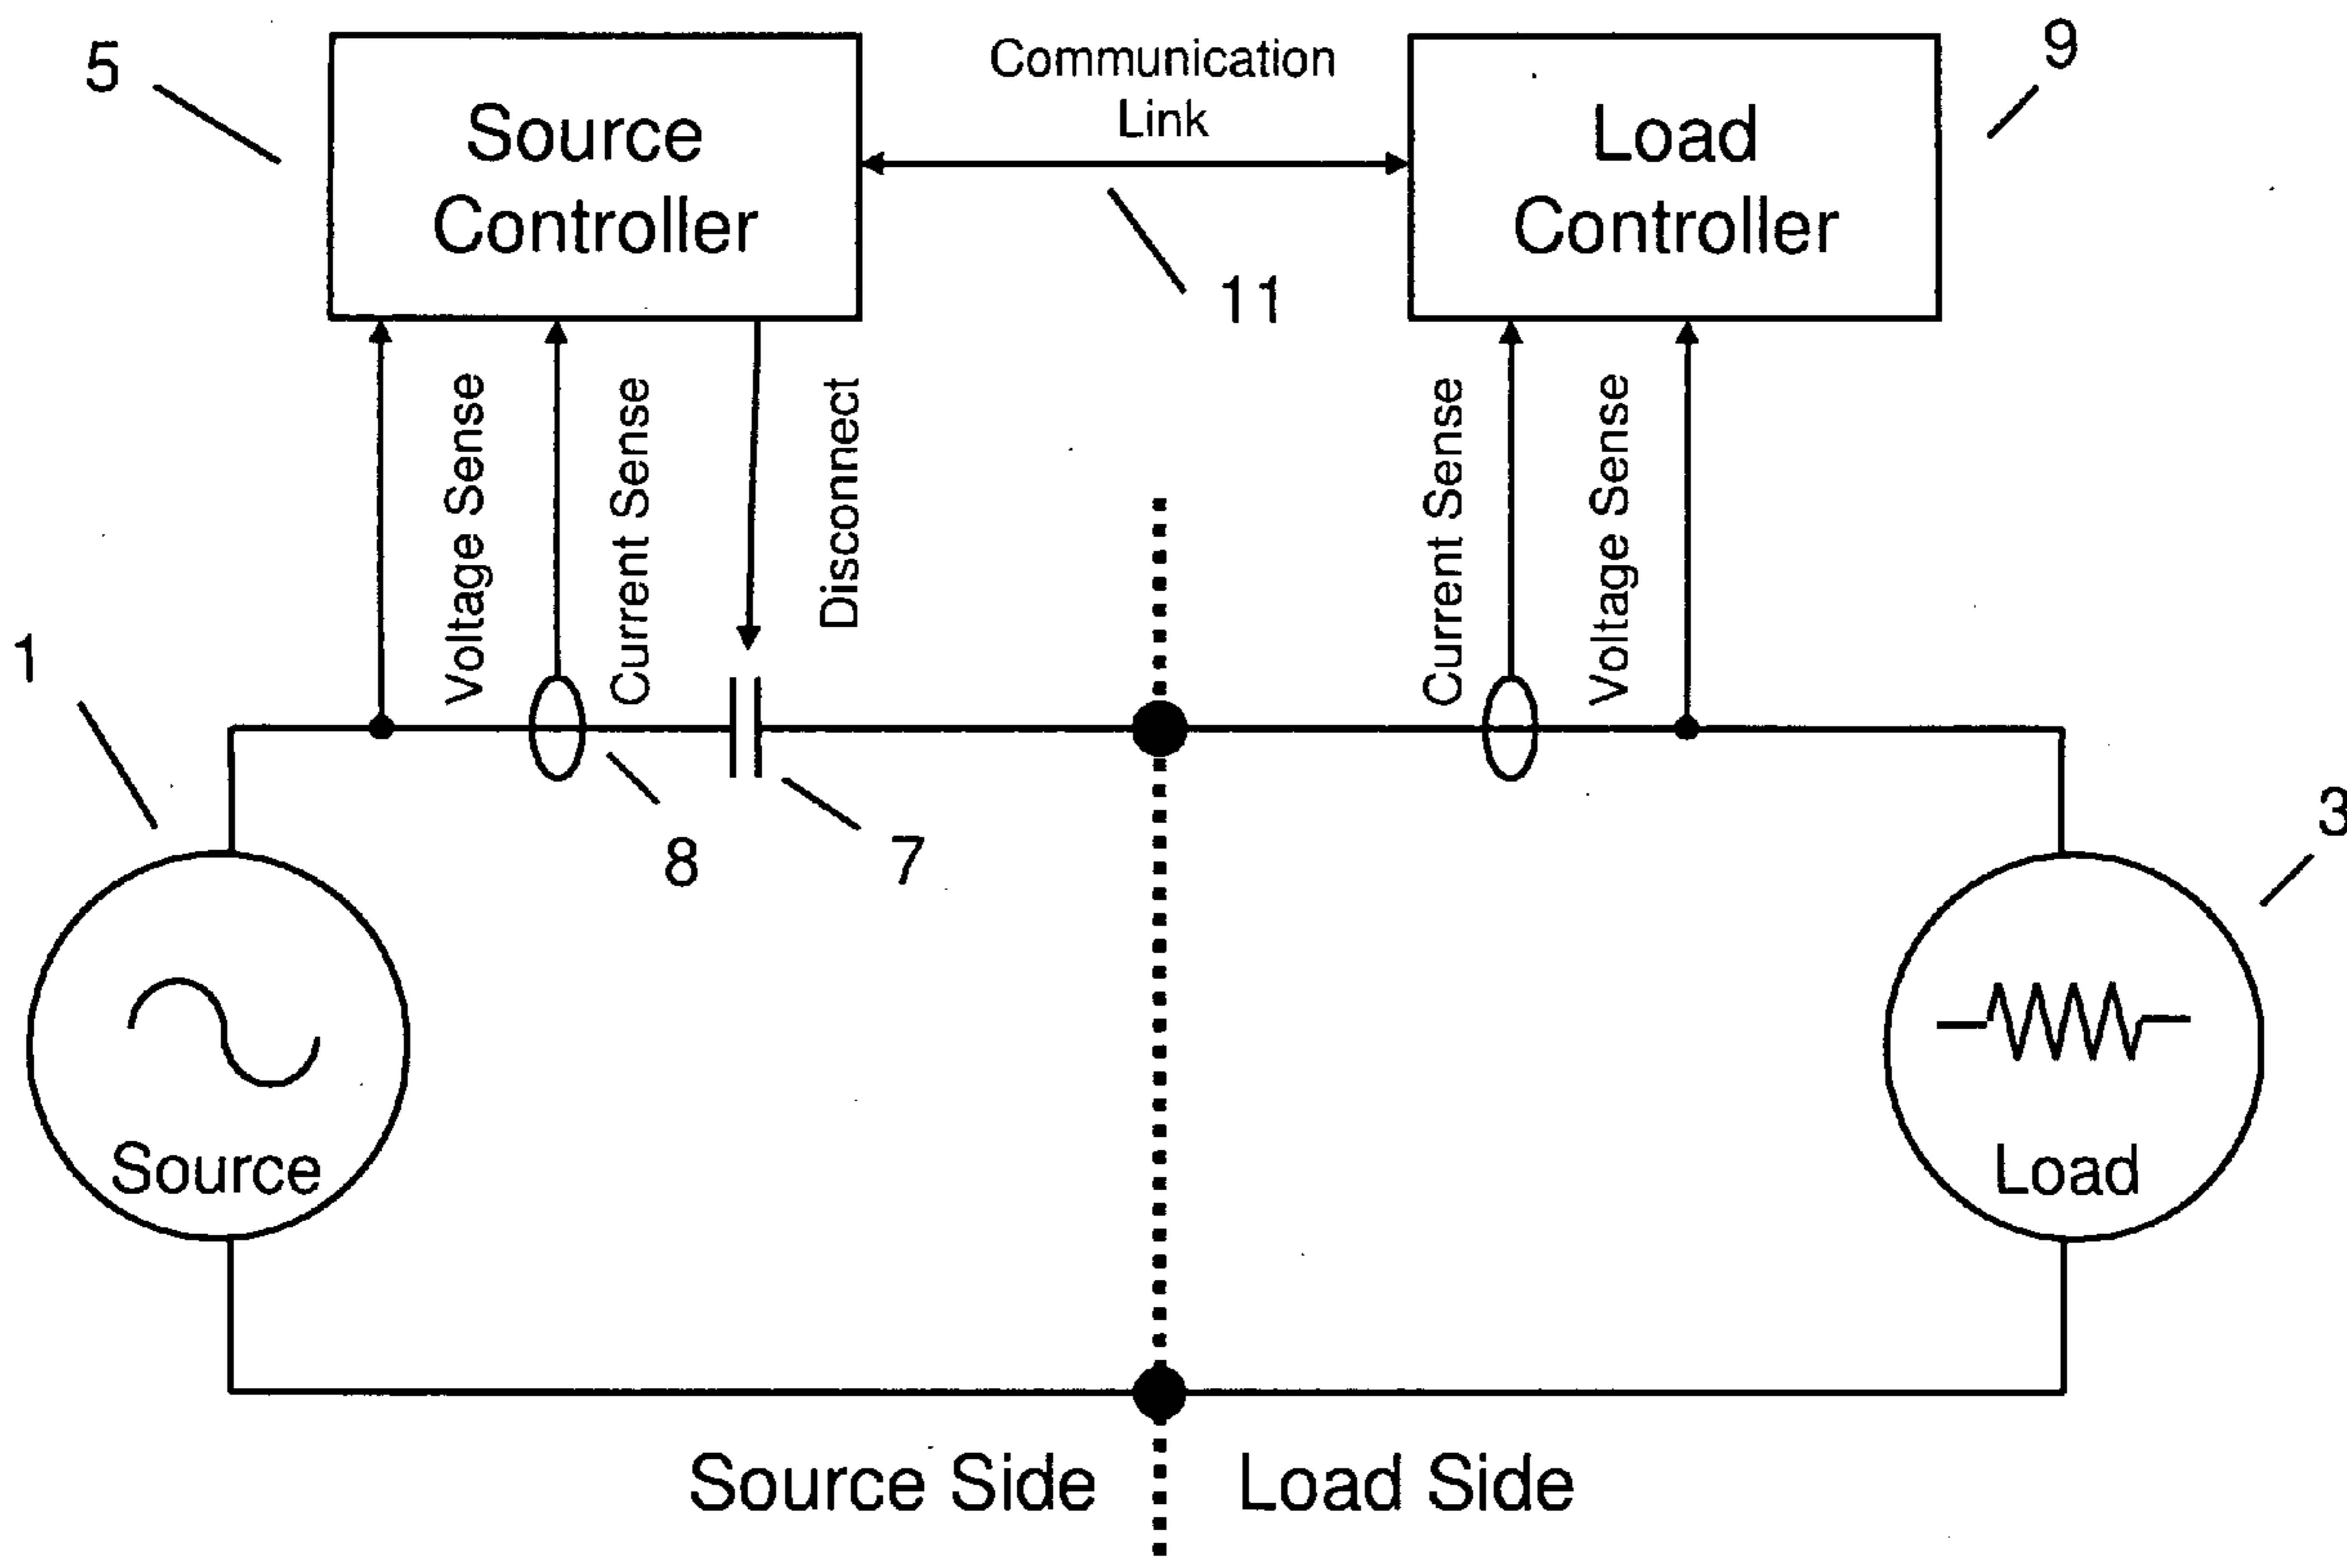 5
Source
Controller
Communication
Link
11
Load
Controller
9
Voltage Sense
Current Sense
Disconnect
Current Sense
Voltage Sense
1
8
7
3
Source
Load
Source Side
Load Side